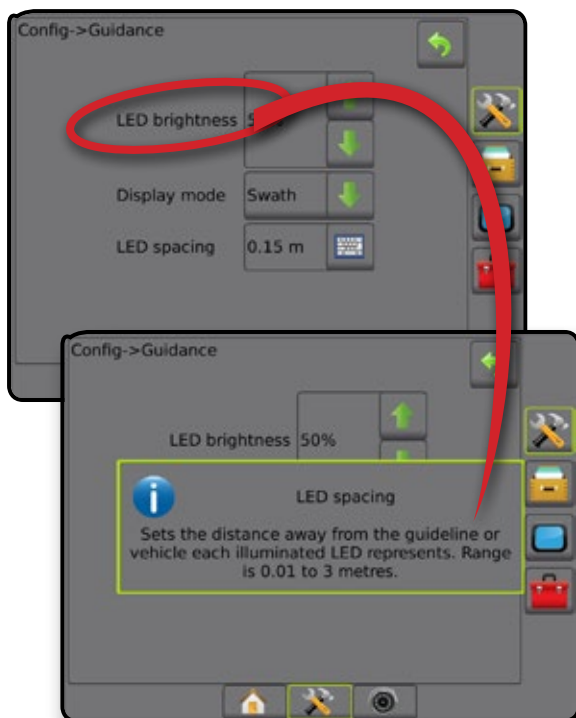 Config->Guidance
LED brightness
Display mode Swath
LED spacing 0.15 m
Config->Guidance
LED brightness 50%
LED spacing
Sets the distance away from the guideline or
vehicle each illuminated LED represents. Range
is 0.01 to 3 metres.